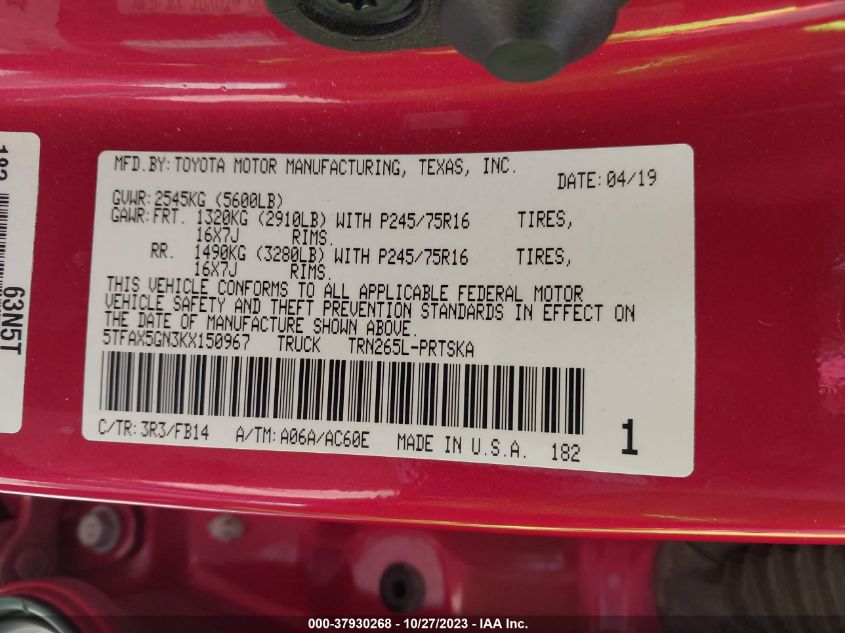 MFD.BY:TOYOTA MOTOR MANUFACTURING, TEXAS, INC.
DATE:04/19
GVWR:2545KG (5600LB)
GAWR:FRT. 1320KG (2910LB) WITH P245/75R16 TIRES,
16X7J RIMS.
RR. 1490KG (3280LB) WITH P245/75R16 TIRES,
16X7J RIMS.
THIS VEHICLE CONFORMS TO ALL APPLICABLE FEDERAL MOTOR
VEHICLE SAFETY AND THEFT PREVENTION STANDARDS IN EFFECT ON
THE DATE OF MANUFACTURE SHOWN ABOVE.
5TFAX5GN3KX150967 TRUCK TRN265L-PRTSKA
C/TR:3R3/FB14 A/TM:A06A/AC60E MADE IN U.S.A. 182 1
63N5T
000-37930268 - 10/27/2023 - IAA Inc.